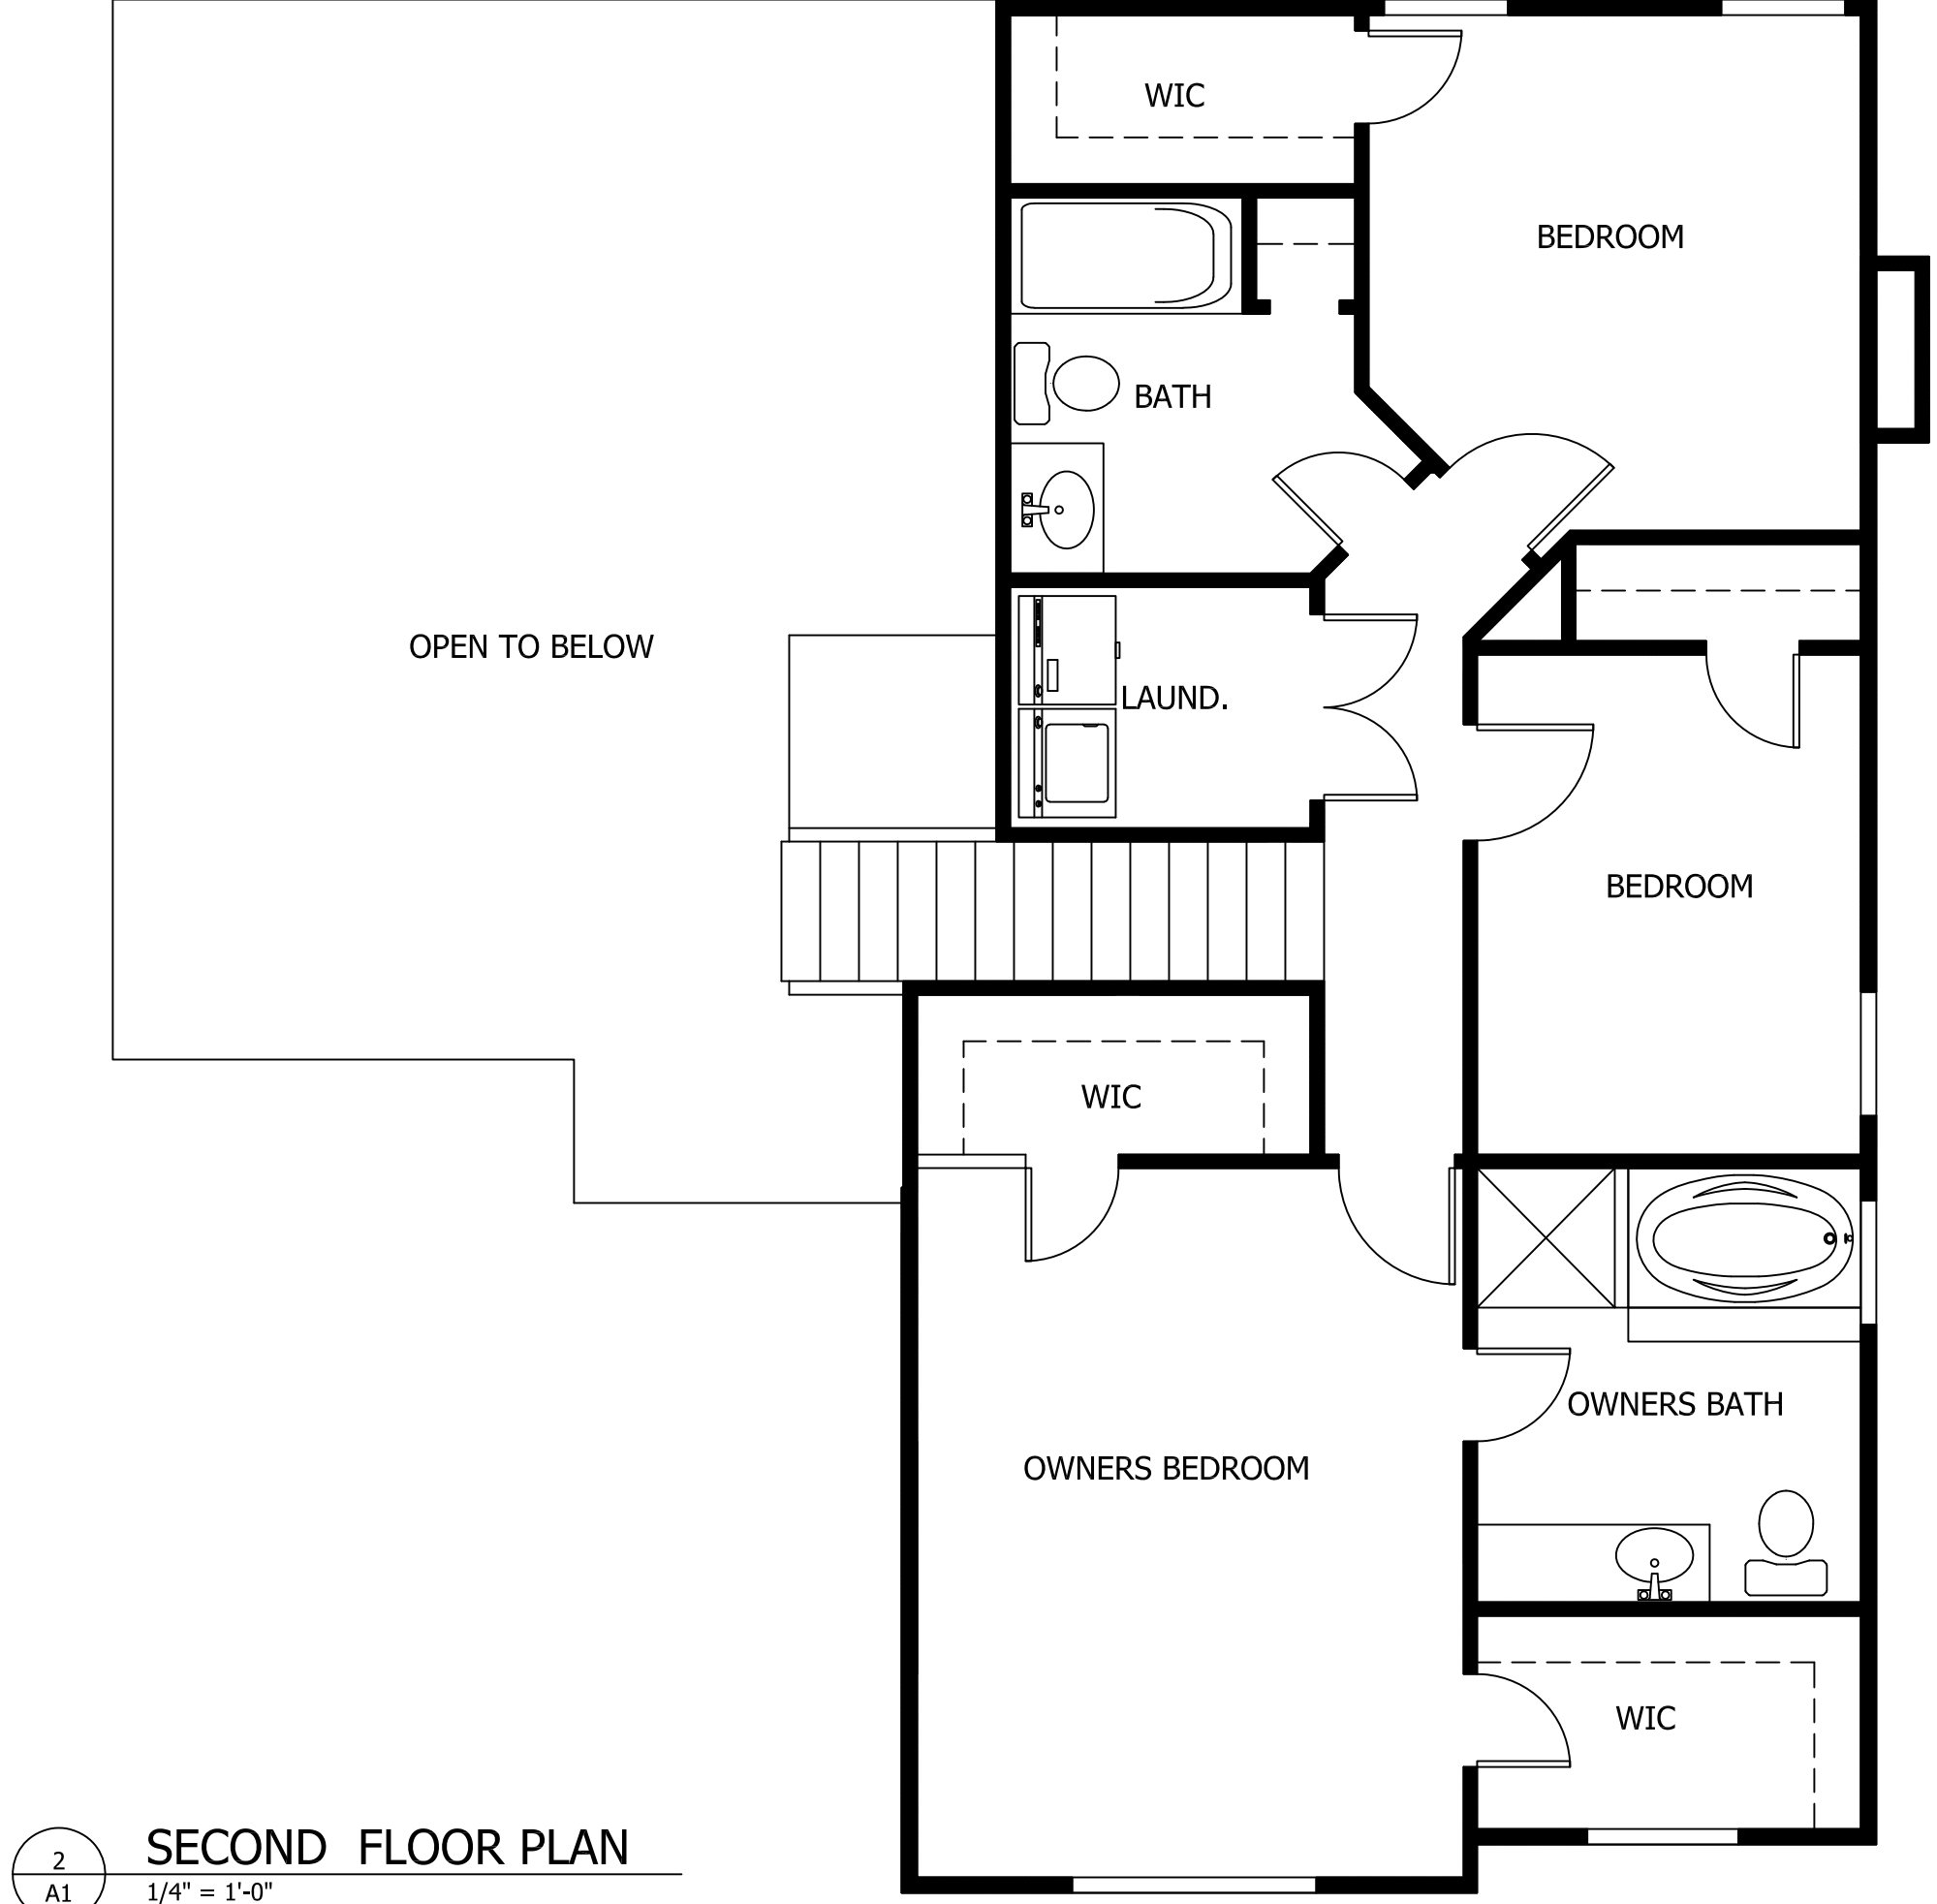 WIC
BEDROOM
BATH
OPEN TO BELOW
LAUND.
BEDROOM
WIC
OWNERS BATH
OWNERS BEDROOM
WIC
2
A1
SECOND FLOOR PLAN
1/4" = 1'-0"